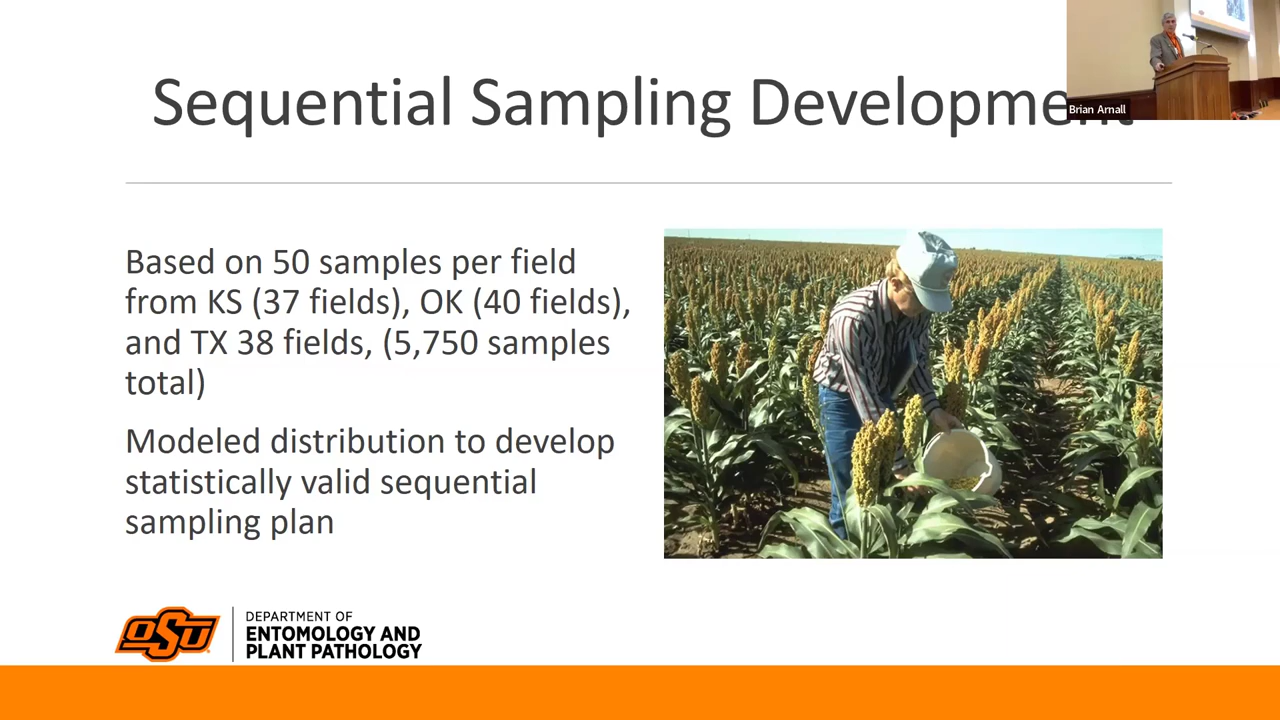 Sequential Sampling Development
Brian Arnall
Based on 50 samples per field
from KS (37 fields), OK (40 fields),
and TX 38 fields, (5,750 samples
total)
Modeled distribution to develop
statistically valid sequential
sampling plan
OSU
DEPARTMENT OF
ENTOMOLOGY AND
PLANT PATHOLOGY